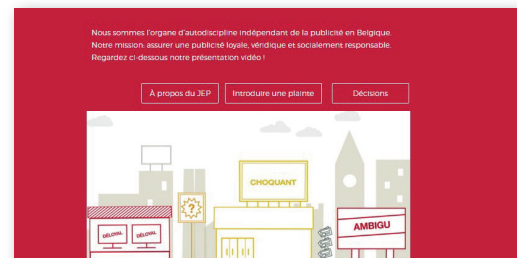 Nous sommes l'organe d'autodiscipline indépendant de la publicité en Belgique.
Notre mission: assurer une publicité loyale, véridique et socialement responsable.
Regardez ci-dessous notre présentation vidéo !
À propos du JEP
Introduire une plainte
Décisions
CHOQUANT
?
DÉLOYAL
DÉLOYAL
AMBIGU